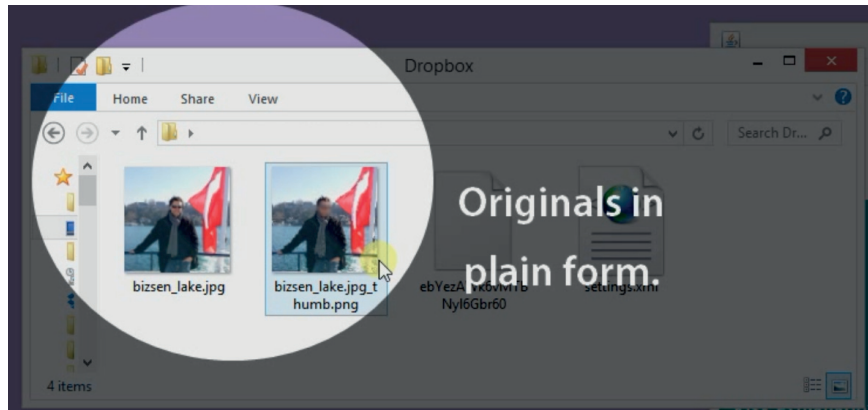 Dropbox
File Home Share View
Search Dr...
Originals in
plain form.
bizsen_lake.jpg
bizsen_lake.jpg_t
humb.png
NyI6Gbr60
settings.xml
4 items